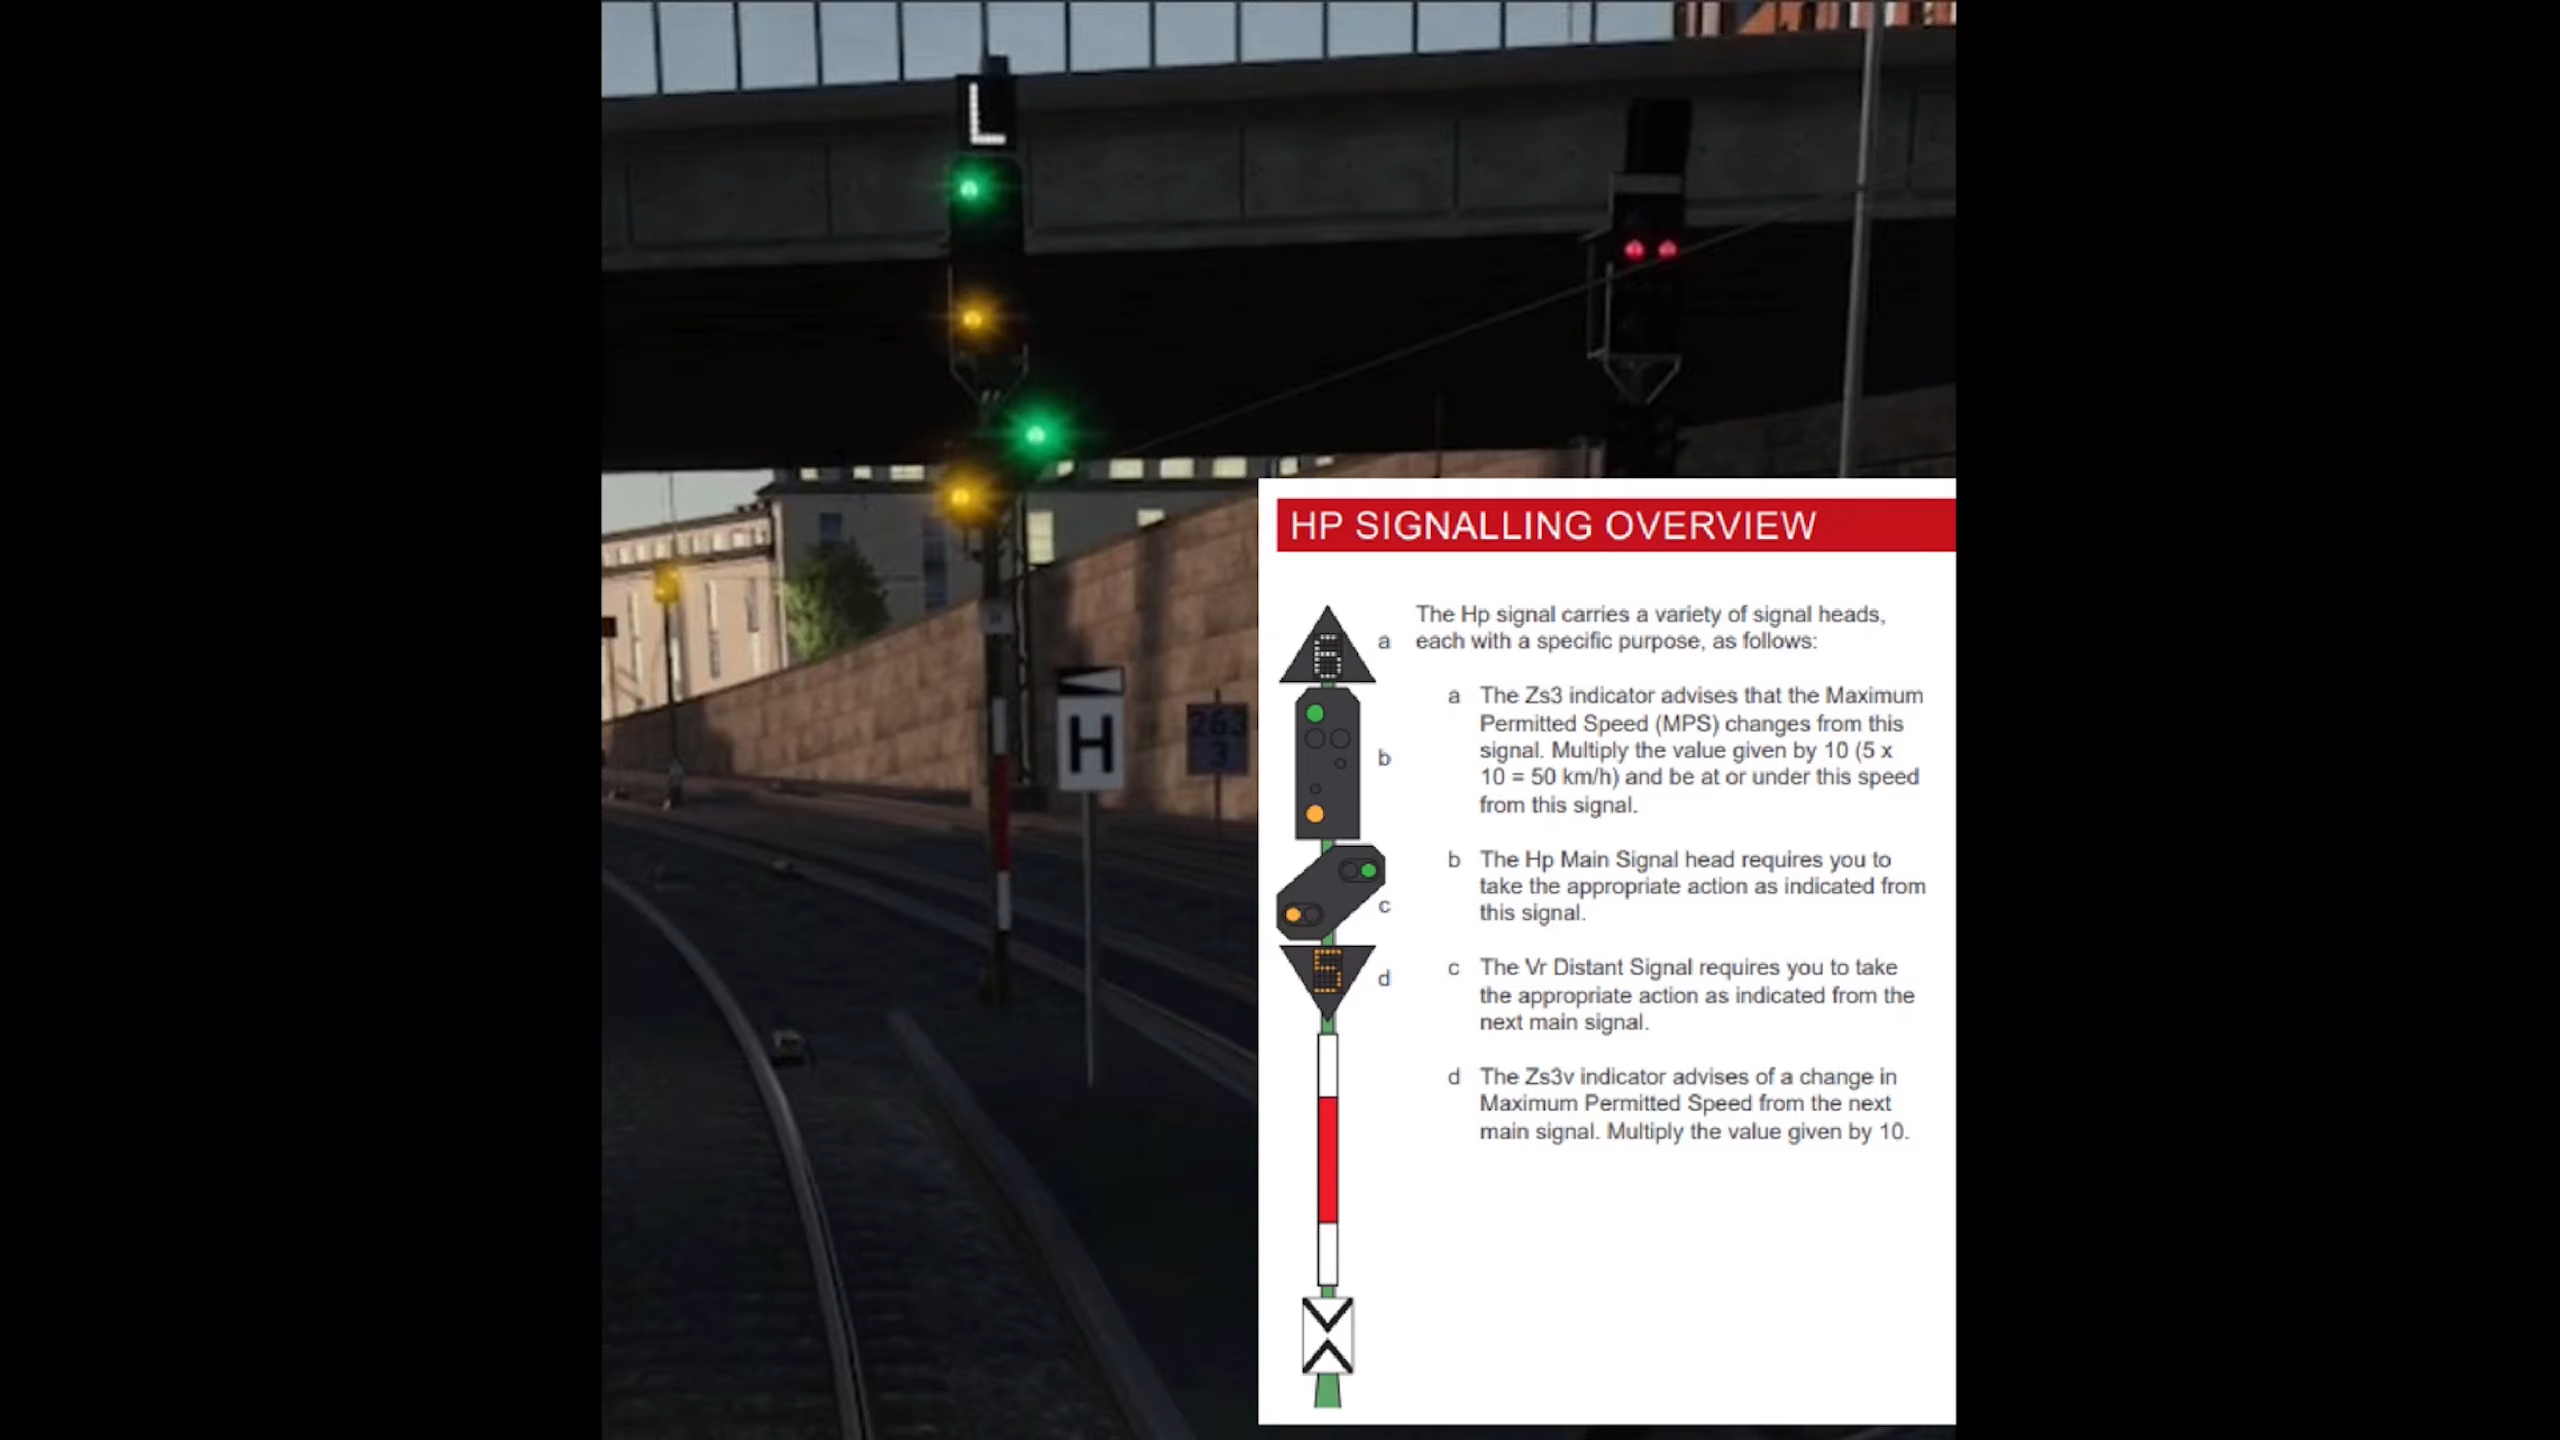 L
H
263
3
HP SIGNALLING OVERVIEW
The Hp signal carries a variety of signal heads,
each with a specific purpose, as follows:
6
a
a The Zs3 indicator advises that the Maximum
Permitted Speed (MPS) changes from this
signal. Multiply the value given by 10 (5 x
10 = 50 km/h) and be at or under this speed
from this signal.
b
b The Hp Main Signal head requires you to
take the appropriate action as indicated from
this signal.
c
c The Vr Distant Signal requires you to take
the appropriate action as indicated from the
next main signal.
5
d
d The Zs3v indicator advises of a change in
Maximum Permitted Speed from the next
main signal. Multiply the value given by 10.